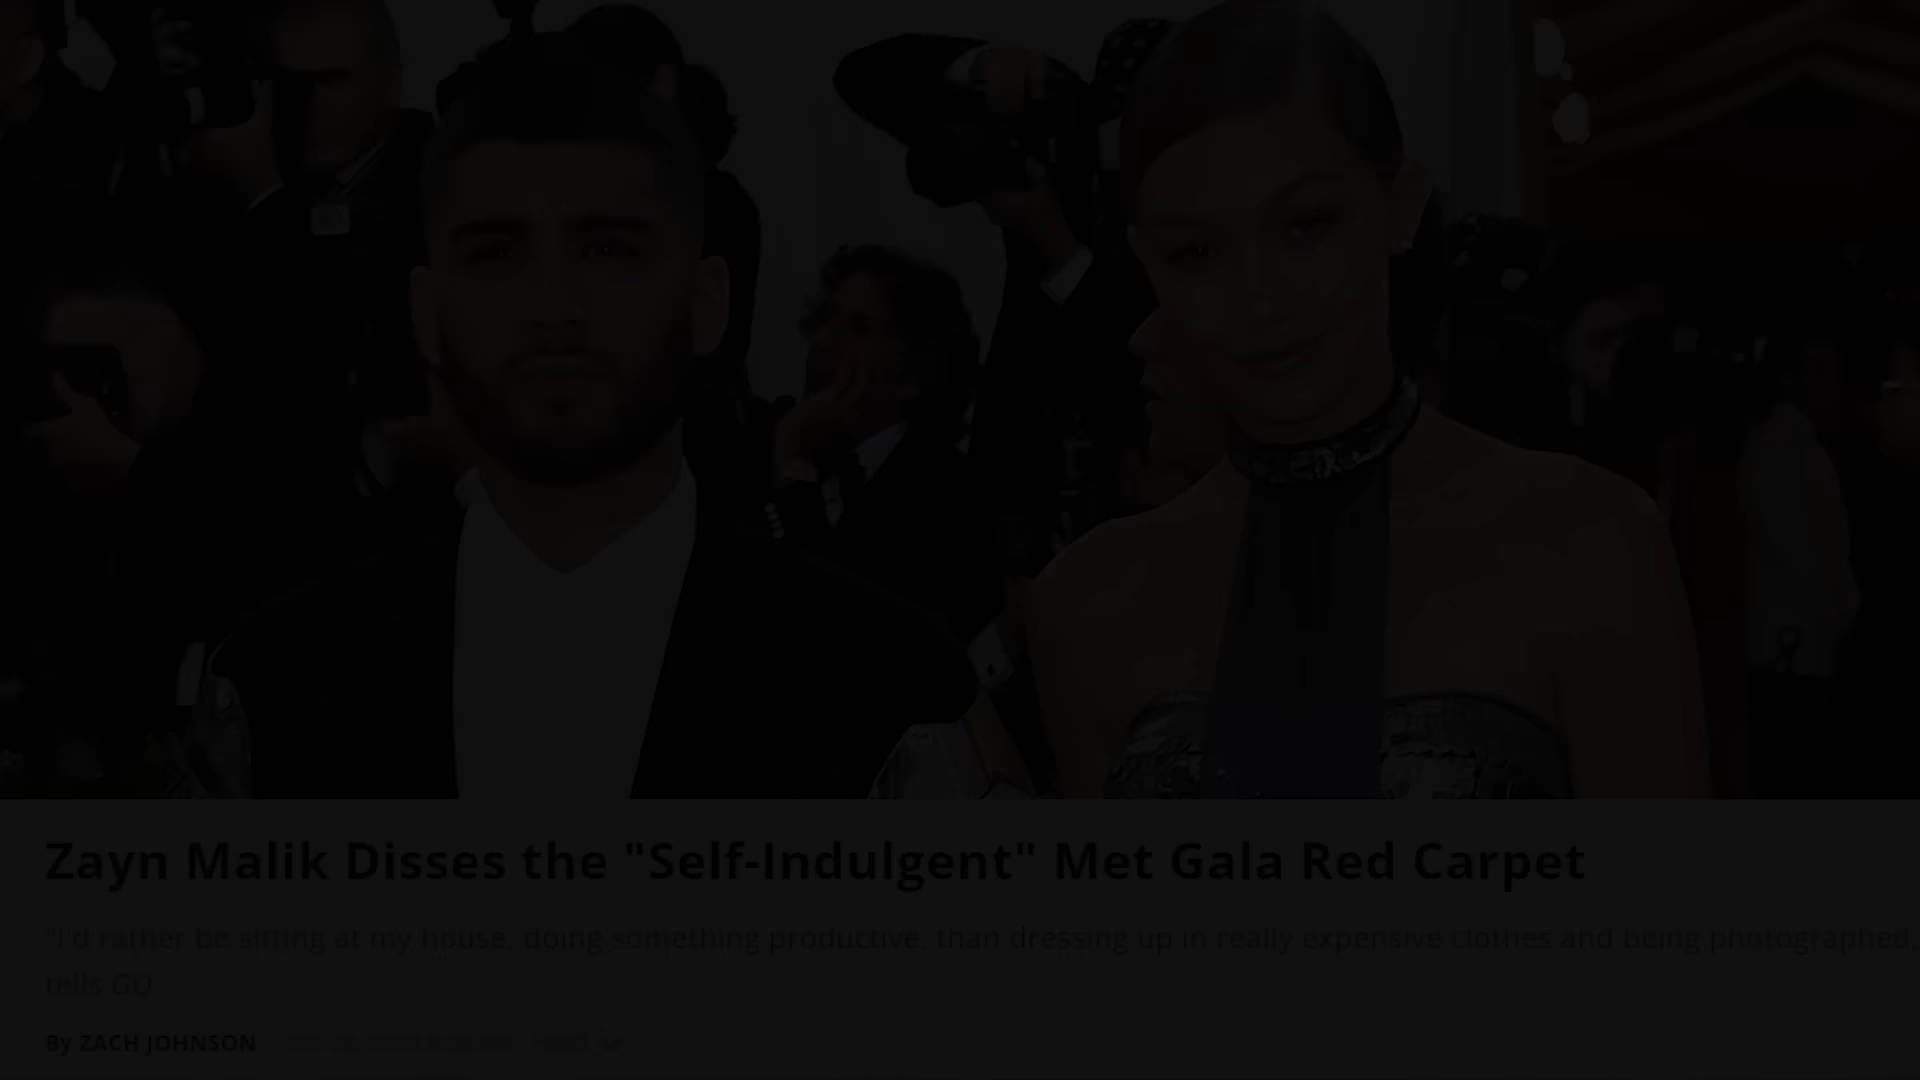 Zayn Malik Disses the "Self-Indulgent" Met Gala Red Carpet
"I'd rather be sitting at my house, doing something productive, than dressing up in really expensive clothes and being photographed,
tells GQ
By ZACH JOHNSON